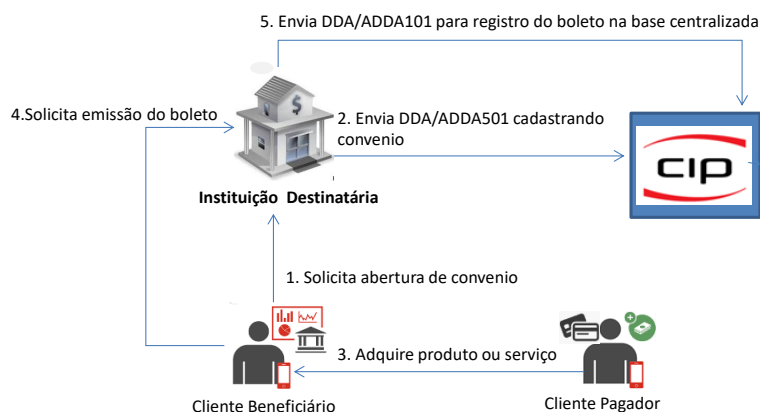 5. Envia DDA/ADDA101 para registro do boleto na base centralizada
4.Solicita emissão do boleto
2. Envia DDA/ADDA501 cadastrando
convenio
CIP
Instituição Destinatária
1. Solicita abertura de convenio
3. Adquire produto ou serviço
Cliente Beneficiário
Cliente Pagador